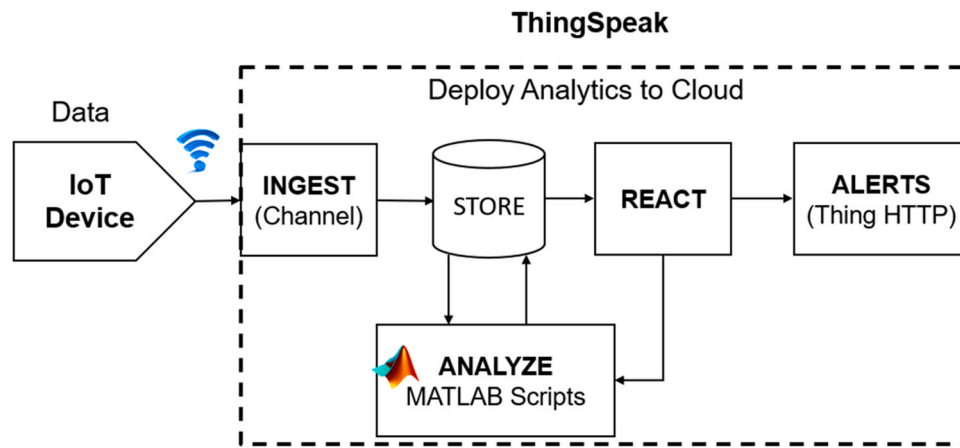 ThingSpeak
Deploy Analytics to Cloud
Data
IoT
Device
INGEST
(Channel)
STORE
REACT
ALERTS
(Thing HTTP)
ANALYZE
MATLAB Scripts